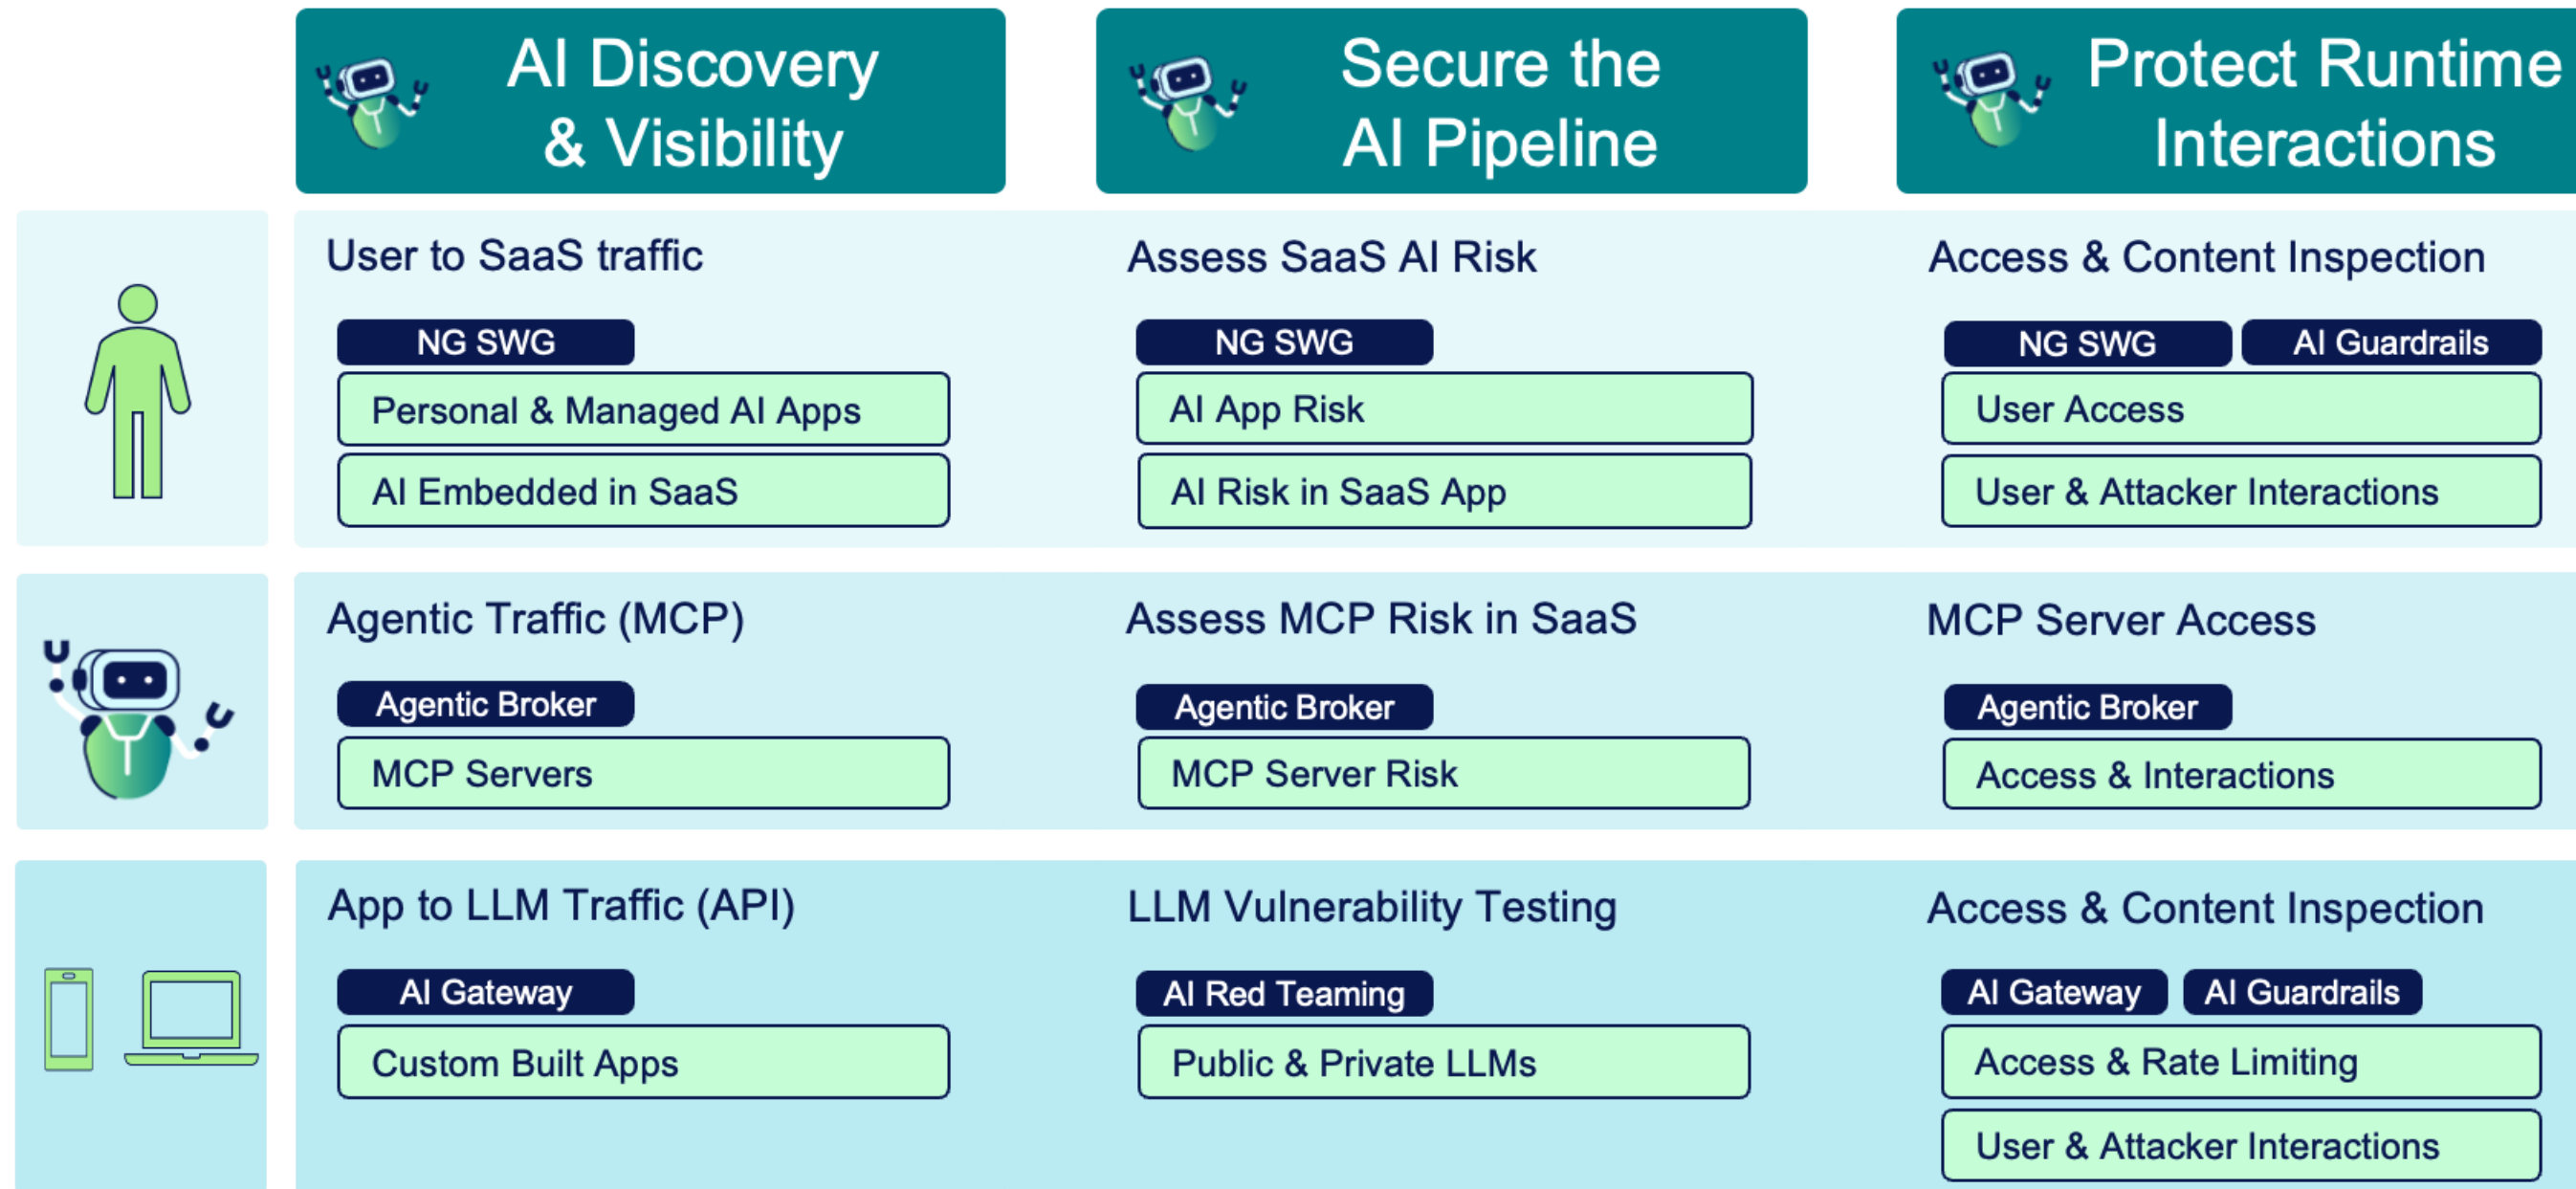 AI Discovery
& Visibility
Secure the
AI Pipeline
Protect Runtime
Interactions
User to SaaS traffic
NG SWG
Personal & Managed AI Apps
AI Embedded in SaaS
Assess SaaS AI Risk
NG SWG
AI App Risk
AI Risk in SaaS App
Access & Content Inspection
NG SWG
AI Guardrails
User Access
User & Attacker Interactions
Agentic Traffic (MCP)
Agentic Broker
MCP Servers
Assess MCP Risk in SaaS
Agentic Broker
MCP Server Risk
MCP Server Access
Agentic Broker
Access & Interactions
App to LLM Traffic (API)
AI Gateway
Custom Built Apps
LLM Vulnerability Testing
AI Red Teaming
Public & Private LLMs
Access & Content Inspection
AI Gateway
AI Guardrails
Access & Rate Limiting
User & Attacker Interactions